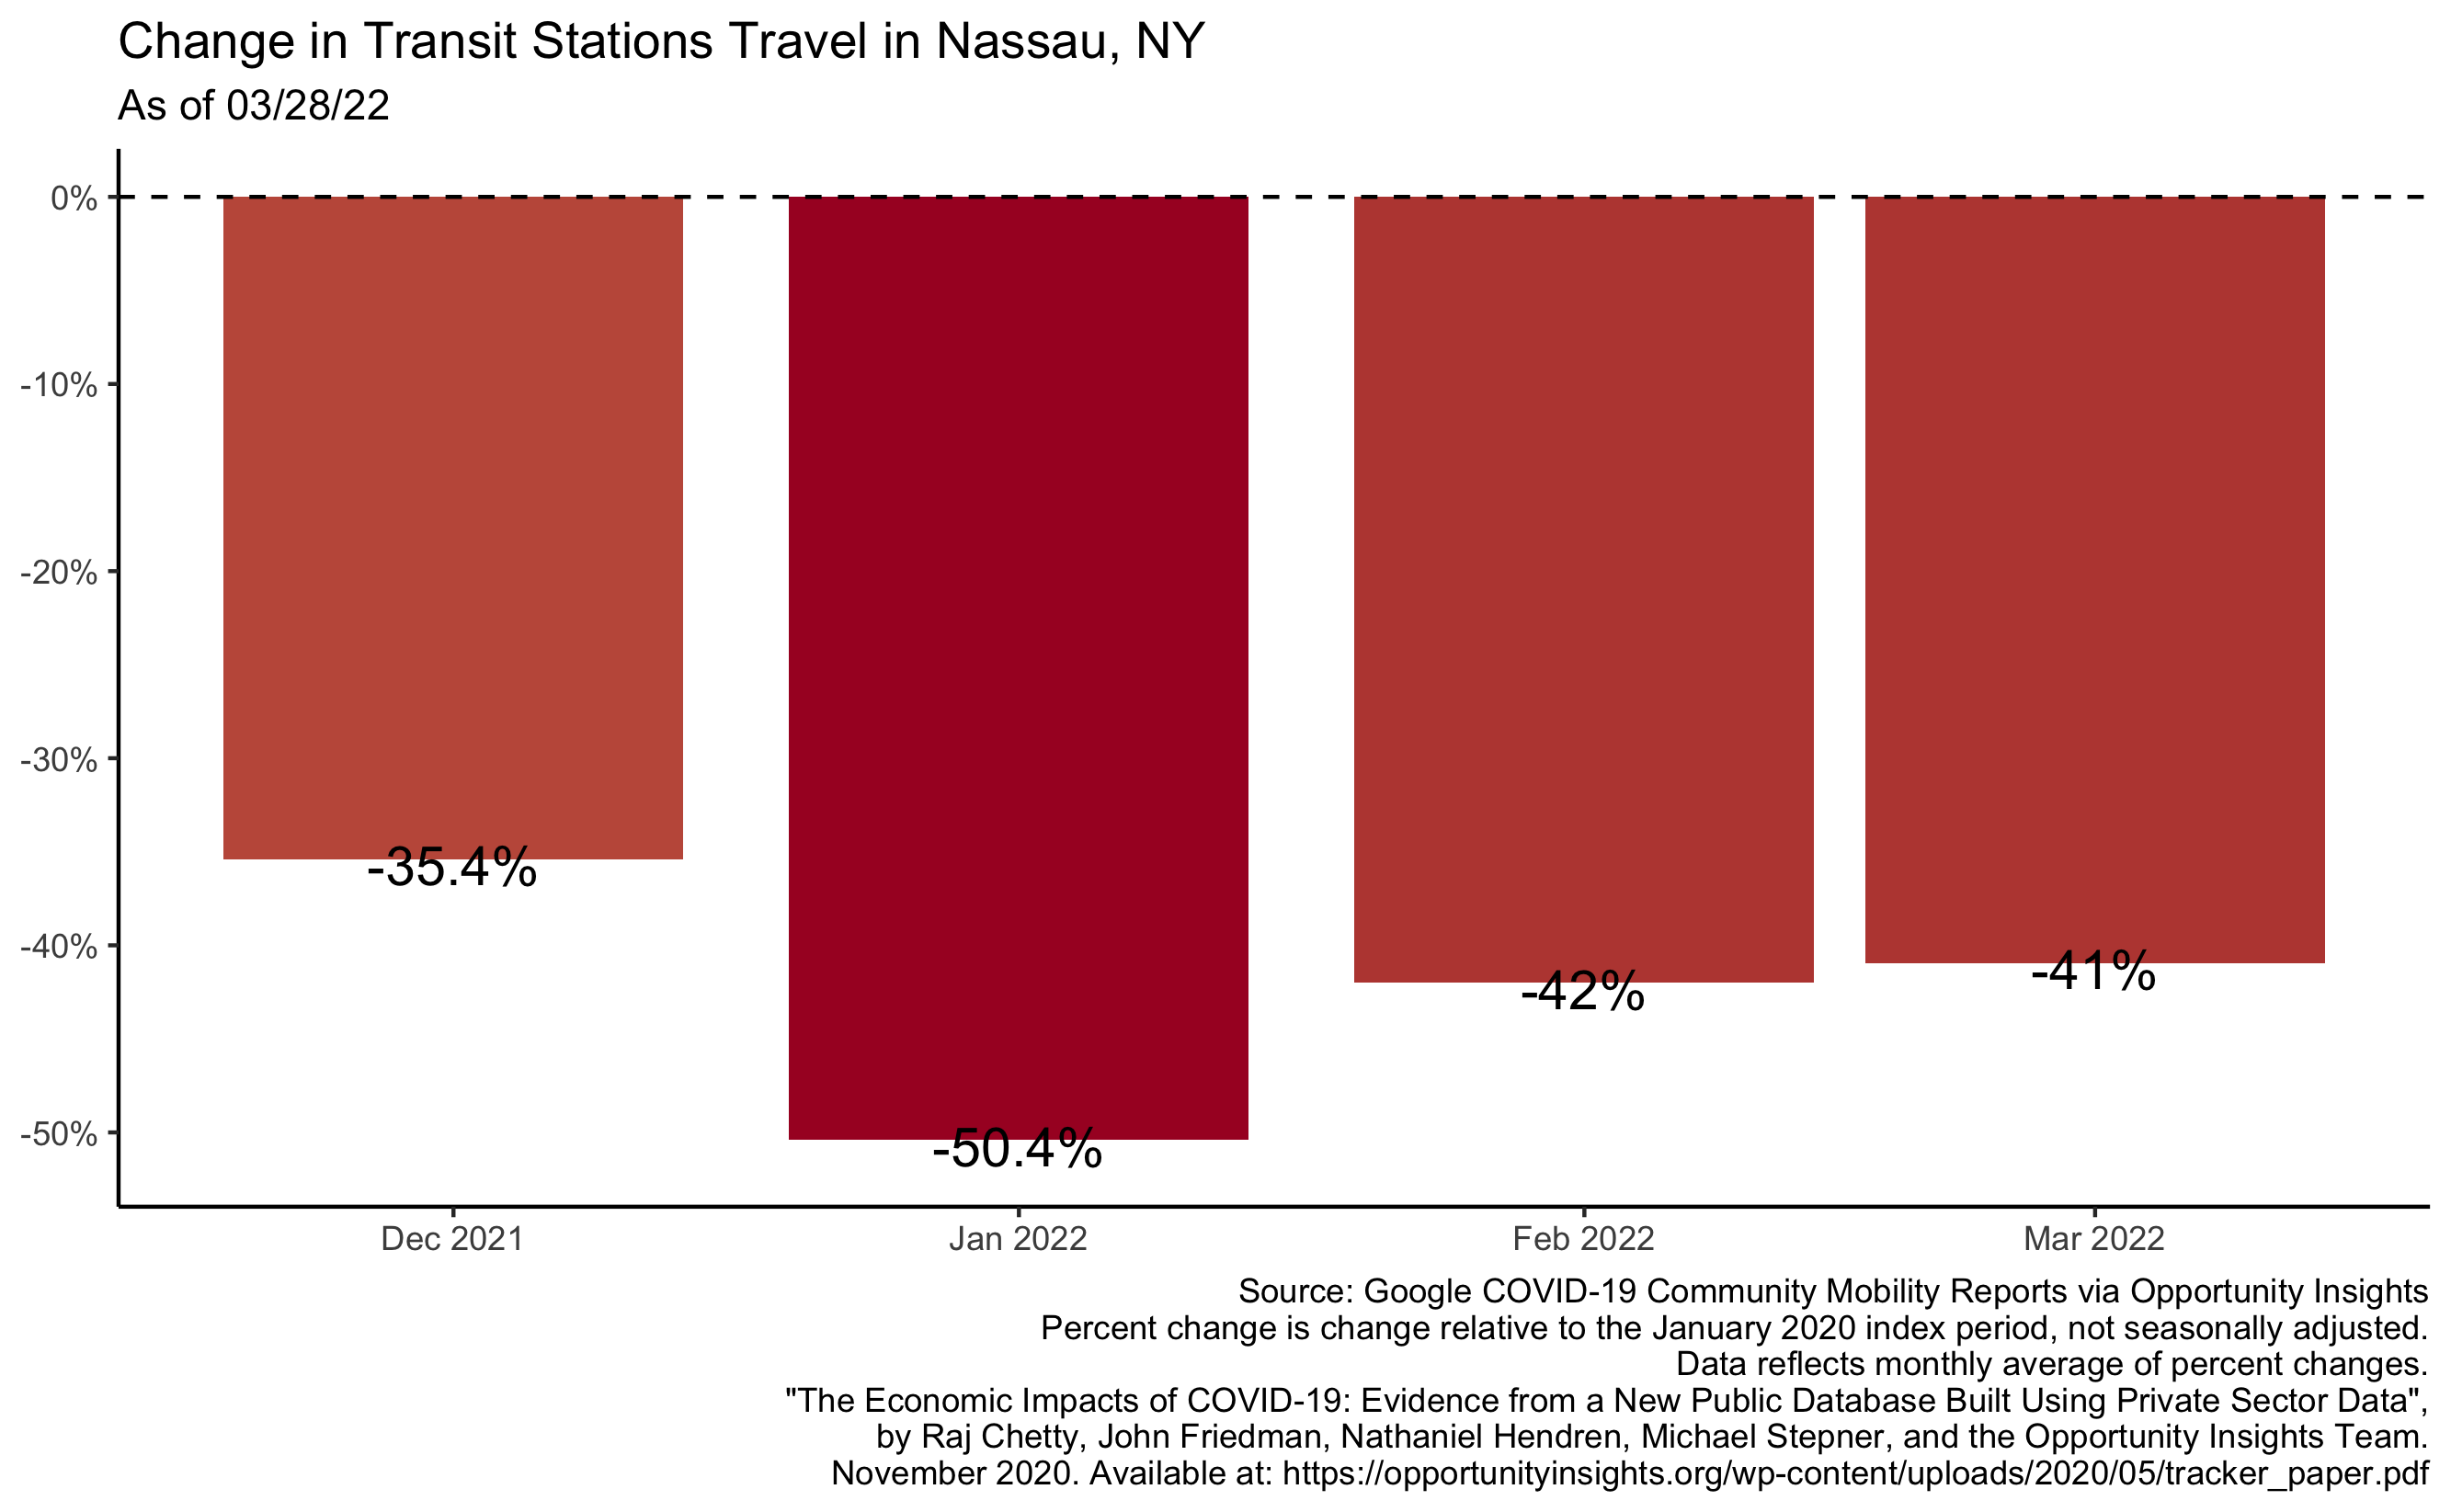 Change in Transit Stations Travel in Nassau, NY
As of 03/28/22
0%
-10%
-20%
-30%
-40%
-50%
-35.4%
-50.4%
-42%
-41%
Dec 2021
Jan 2022
Feb 2022
Mar 2022
Source: Google COVID-19 Community Mobility Reports via Opportunity Insights
Percent change is change relative to the January 2020 index period, not seasonally adjusted.
Data reflects monthly average of percent changes.
"The Economic Impacts of COVID-19: Evidence from a New Public Database Built Using Private Sector Data",
by Raj Chetty, John Friedman, Nathaniel Hendren, Michael Stepner, and the Opportunity Insights Team.
November 2020. Available at: https://opportunityinsights.org/wp-content/uploads/2020/05/tracker_paper.pdf